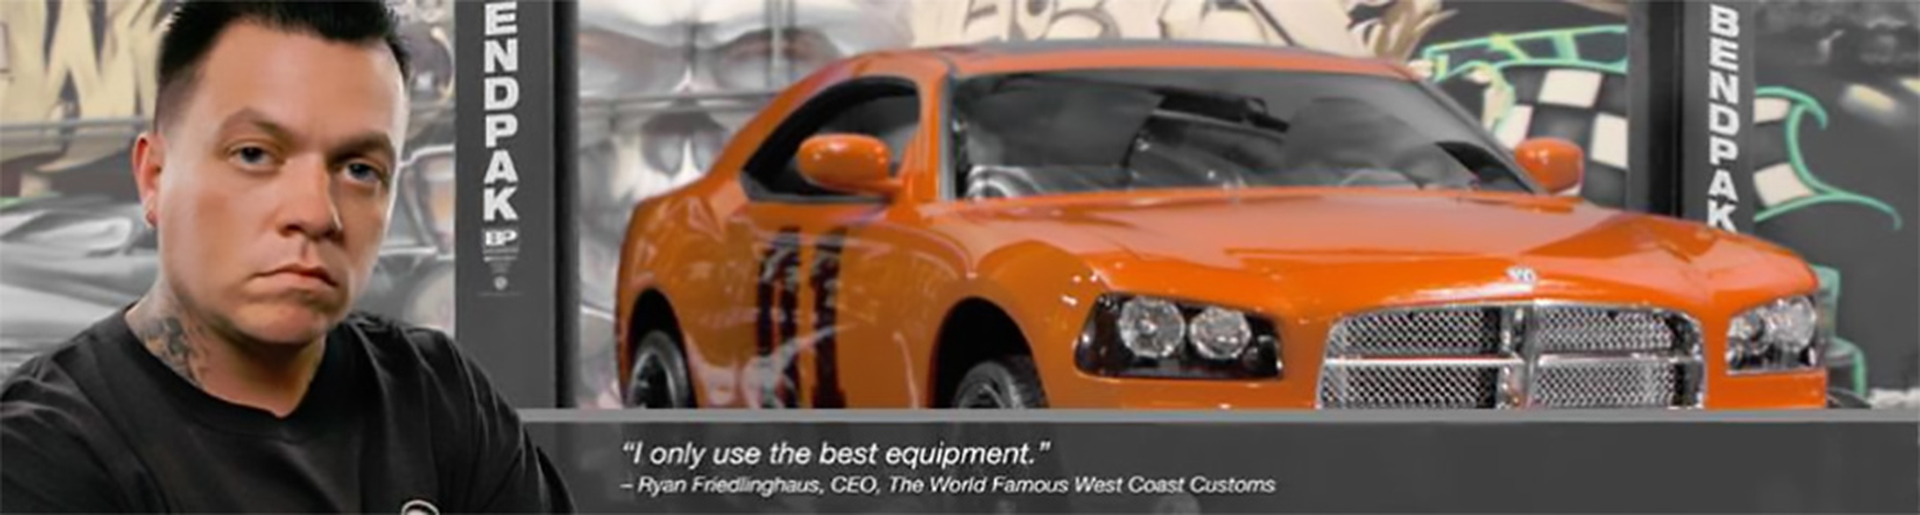 ENDPAK
BP
BENDPAK
“I only use the best equipment.”
– Ryan Friedlinghaus, CEO, The World Famous West Coast Customs